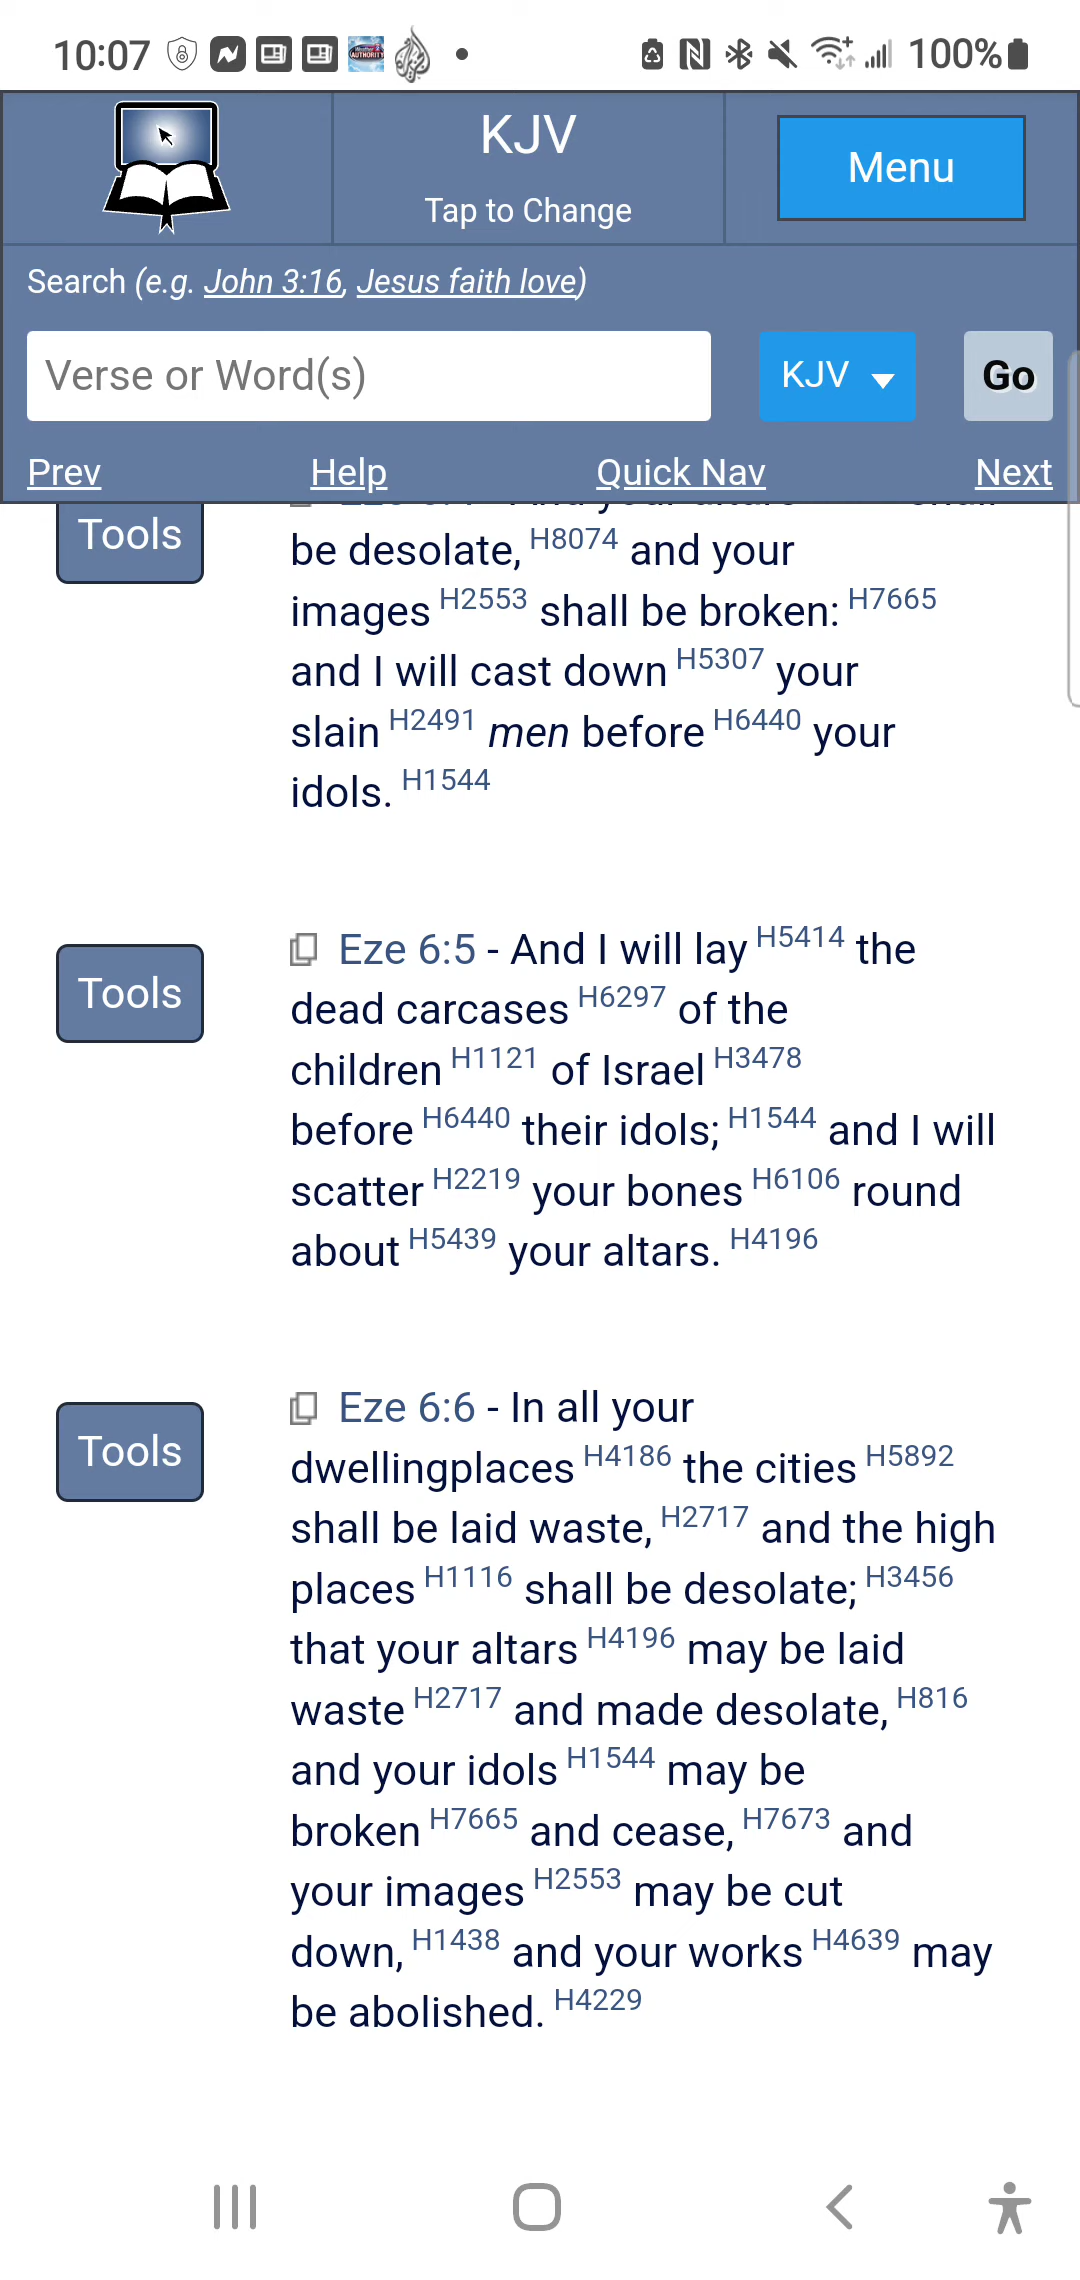 10:07 100%
KJV
Tap to Change
Menu
Search (e.g. John 3:16, Jesus faith love)
Verse or Word(s)
KJV
Go
Prev Help Quick Nav Next
Tools
be desolate, H8074 and your
images H2553 shall be broken: H7665
and I will cast down H5307 your
slain H2491 men before H6440 your
idols. H1544
Tools
Eze 6:5 - And I will lay H5414 the
dead carcases H6297 of the
children H1121 of Israel H3478
before H6440 their idols; H1544 and I will
scatter H2219 your bones H6106 round
about H5439 your altars. H4196
Tools
Eze 6:6 - In all your
dwellingplaces H4186 the cities H5892
shall be laid waste, H2717 and the high
places H1116 shall be desolate; H3456
that your altars H4196 may be laid
waste H2717 and made desolate, H816
and your idols H1544 may be
broken H7665 and cease, H7673 and
your images H2553 may be cut
down, H1438 and your works H4639 may
be abolished. H4229